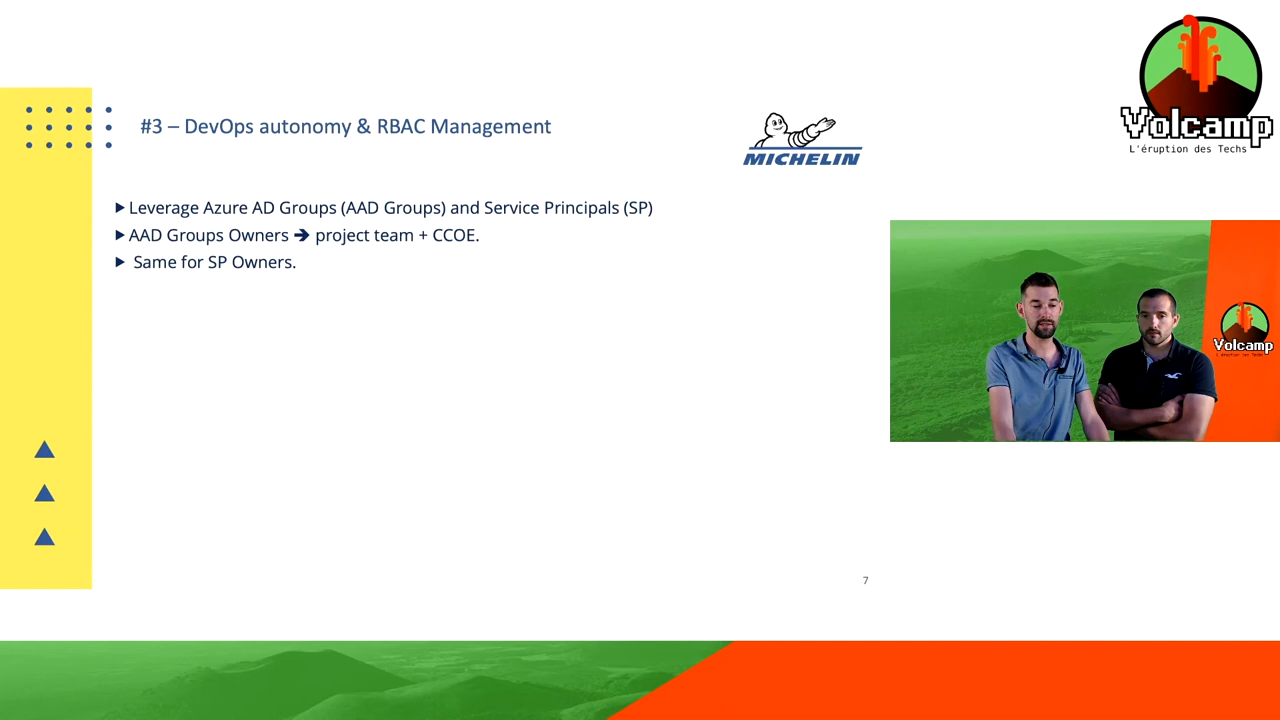 #3 – DevOps autonomy & RBAC Management
MICHELIN
Volcamp
L'éruption des Techs
Leverage Azure AD Groups (AAD Groups) and Service Principals (SP)
AAD Groups Owners ➔ project team + CCOE.
Same for SP Owners.
Volcamp
7